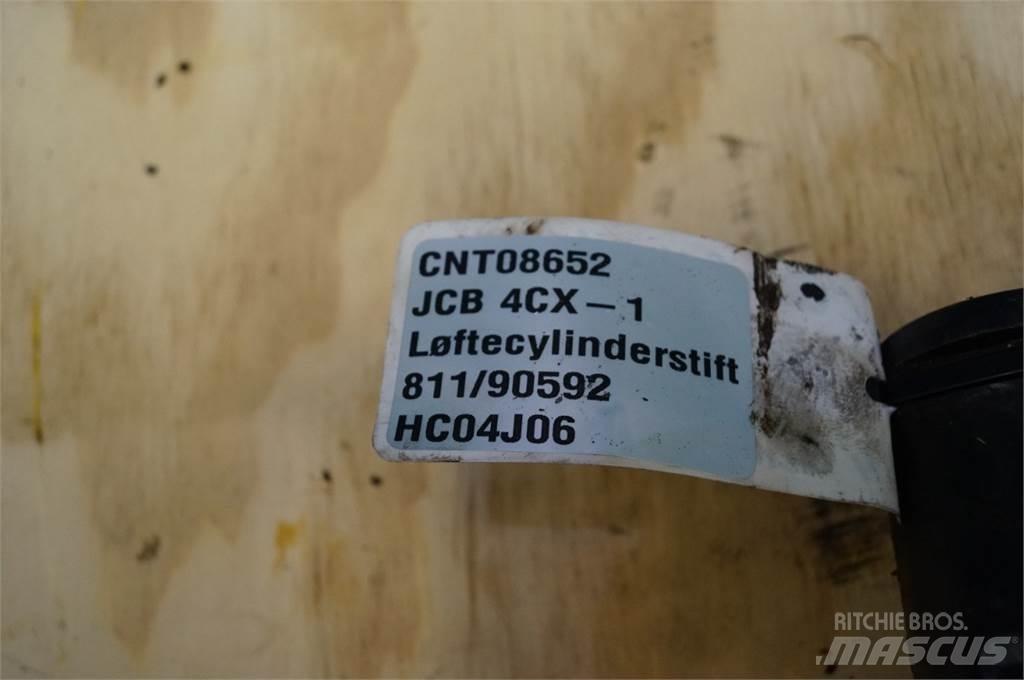 CNT08652
JCB 4CX – 1
Løftecylinderstift
811/90592
HC04J06
RITCHIE BROS.
MASCUS